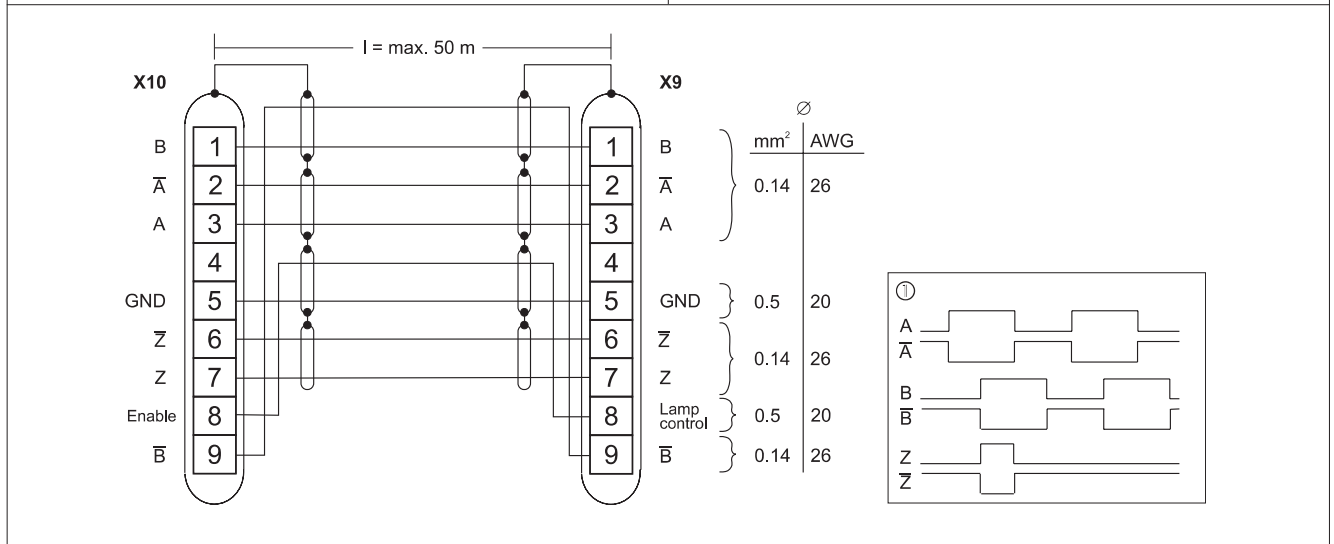 l = max. 50 m
X10 X9
Ø
mm² AWG
B 1 1 B
A̅ 2 2 A̅ 0.14 26
A 3 3 A
4 4
GND 5 5 GND 0.5 20
Z̅ 6 6 Z̅
0.14 26
Z 7 7 Z
Enable 8 8 Lamp control 0.5 20
B̅ 9 9 B̅ 0.14 26
①
A
A̅
B
B̅
Z
Z̅